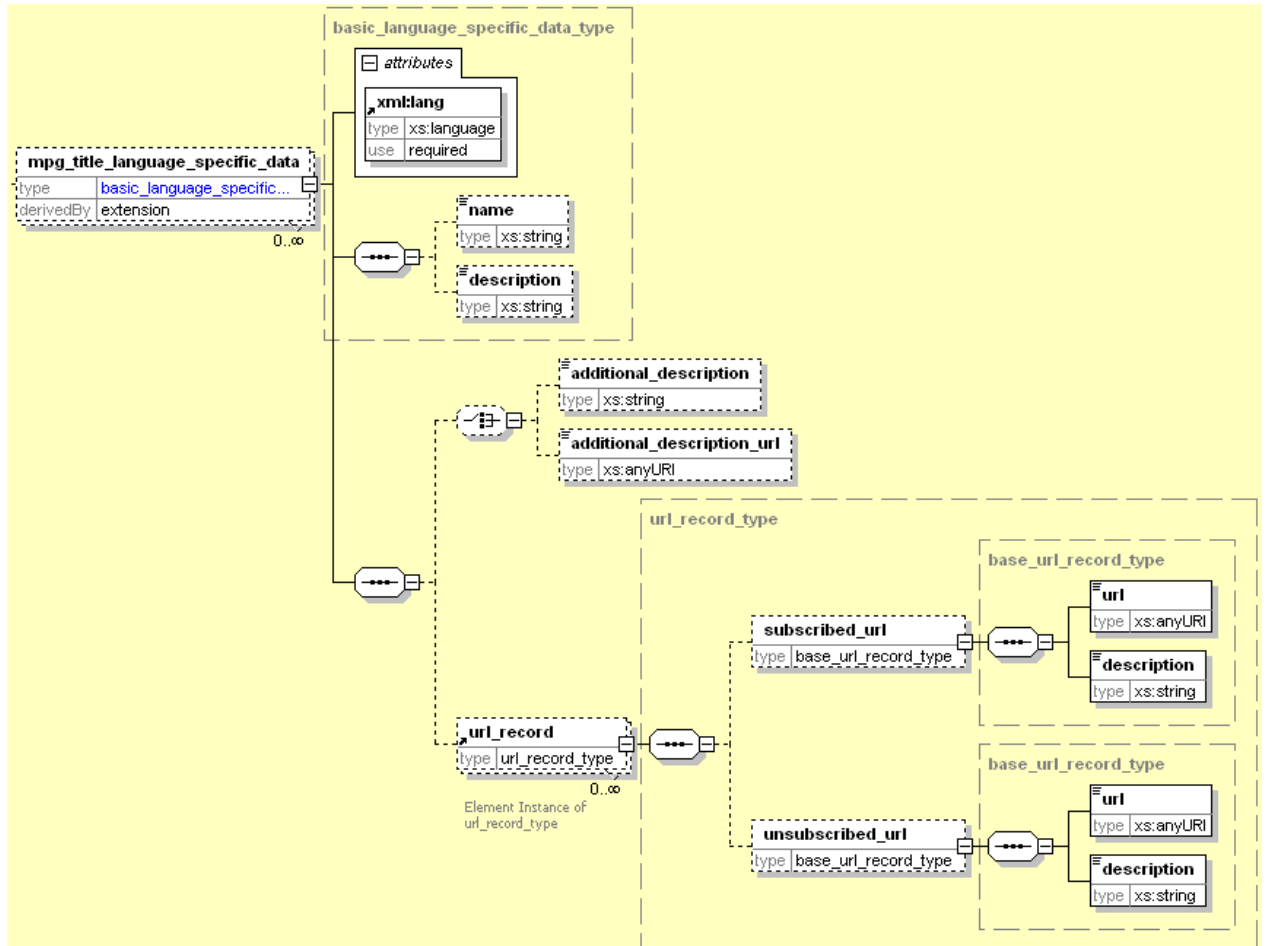 basic_language_specific_data_type
attributes
xml:lang
type xs:language
use required
mpg_title_language_specific_data
type basic_language_specific...
derivedBy extension
0..∞
name
type xs:string
description
type xs:string
additional_description
type xs:string
additional_description_url
type xs:anyURI
url_record_type
base_url_record_type
url
type xs:anyURI
subscribed_url
type base_url_record_type
description
type xs:string
url_record
type url_record_type
0..∞
Element Instance of
url_record_type
base_url_record_type
url
type xs:anyURI
unsubscribed_url
type base_url_record_type
description
type xs:string